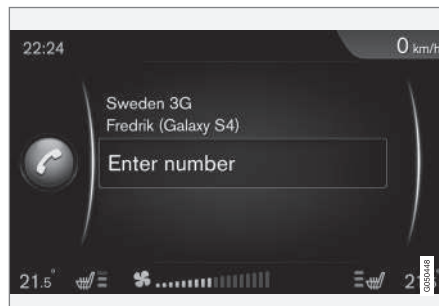 22:24
0 km/h
Sweden 3G
Fredrik (Galaxy S4)
Enter number
21.5°
G050448